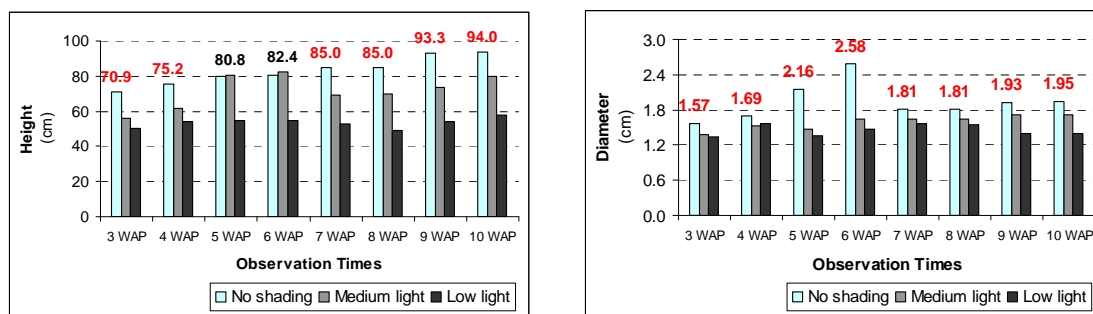 100
80
60
40
20
0
Height
(cm)
70.9
75.2
80.8
82.4
85.0
85.0
93.3
94.0
3 WAP 4 WAP 5 WAP 6 WAP 7 WAP 8 WAP 9 WAP 10 WAP
Observation Times
No shading Medium light Low light
3.0
2.4
1.8
1.2
0.6
0.0
Diameter
(cm)
1.57
1.69
2.16
2.58
1.81
1.81
1.93
1.95
3 WAP 4 WAP 5 WAP 6 WAP 7 WAP 8 WAP 9 WAP 10 WAP
Observation Times
No shading Medium light Low light